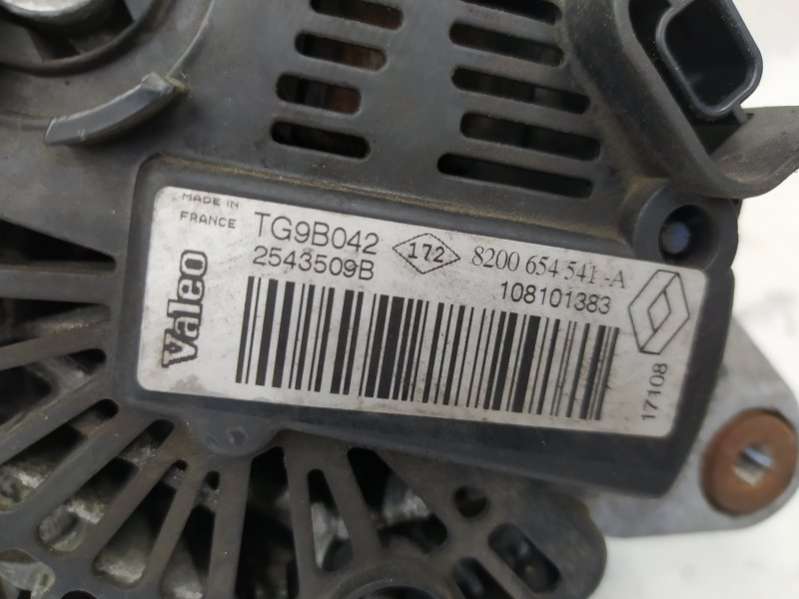 MADE IN
FRANCE
Valeo
TG9B042
2543509B
172
8200 654 541-A
108101383
17108